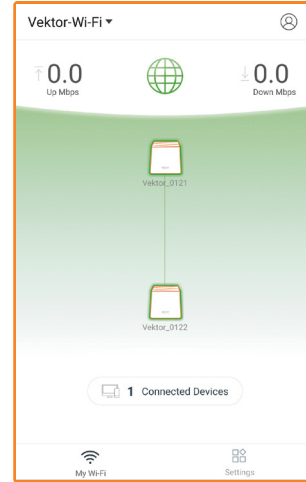 Vektor-Wi-Fi
0.0 0.0
Up Mbps Down Mbps
Vektor_0121
Vektor_0122
1 Connected Devices
My Wi-Fi Settings